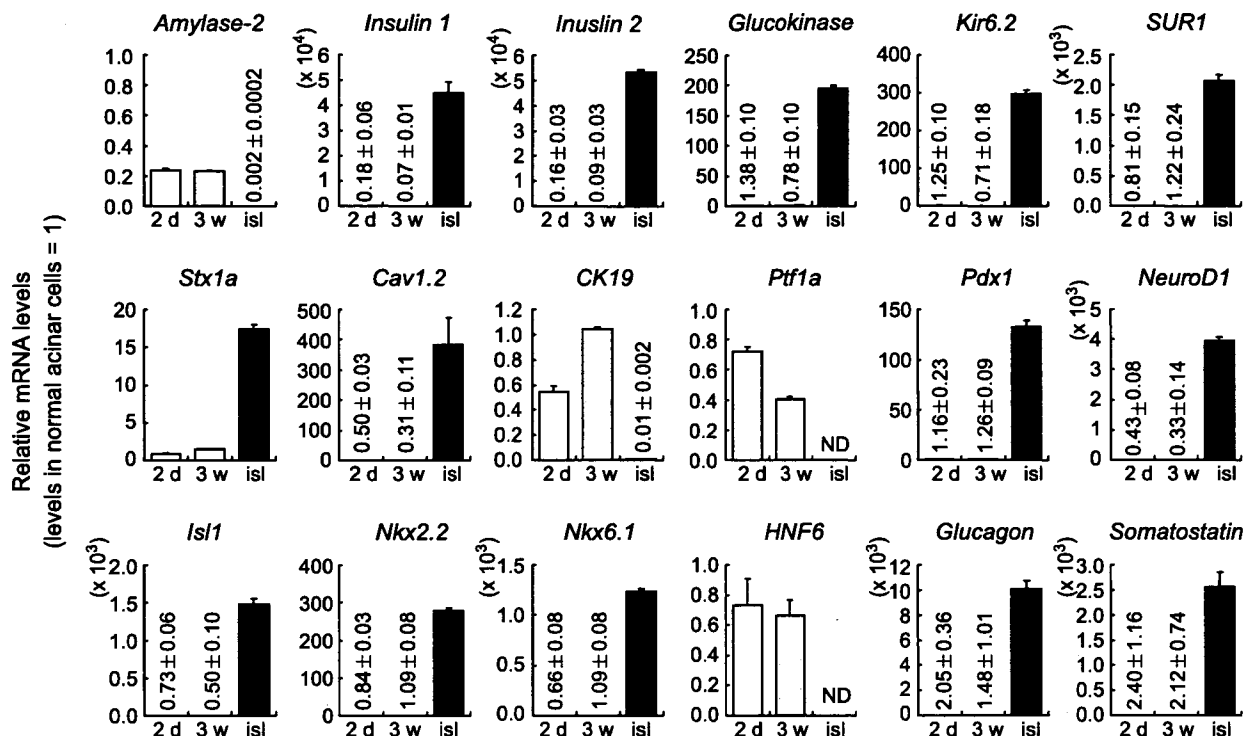 Relative mRNA levels
(levels in normal acinar cells = 1)
Amylase-2
1.0
0.8
0.6
0.4
0.2
0.0
0.002±0.0002
2 d 3 w isl
Insulin 1
(x 10⁴)
6
5
4
3
2
1
0
0.18±0.06
0.07±0.01
2 d 3 w isl
Inuslin 2
(x 10⁴)
6
5
4
3
2
1
0
0.16±0.03
0.09±0.03
2 d 3 w isl
Glucokinase
250
200
150
100
50
0
1.38±0.10
0.78±0.10
2 d 3 w isl
Kir6.2
400
300
200
100
0
1.25±0.10
0.71±0.18
2 d 3 w isl
SUR1
(x 10³)
2.5
2.0
1.5
1.0
0.5
0.0
0.81±0.15
1.22±0.24
2 d 3 w isl
Stx1a
20
15
10
5
0
2 d 3 w isl
Cav1.2
500
400
300
200
100
0
0.50±0.03
0.31±0.11
2 d 3 w isl
CK19
1.2
1.0
0.8
0.6
0.4
0.2
0.0
0.01±0.002
2 d 3 w isl
Ptf1a
1.0
0.8
0.6
0.4
0.2
0.0
ND
2 d 3 w isl
Pdx1
150
100
50
0
1.16±0.23
1.26±0.09
2 d 3 w isl
NeuroD1
(x 10³)
5
4
3
2
1
0
0.43±0.08
0.33±0.14
2 d 3 w isl
Isl1
(x 10³)
2.0
1.5
1.0
0.5
0.0
0.73±0.06
0.50±0.10
2 d 3 w isl
Nkx2.2
400
300
200
100
0
0.84±0.03
1.09±0.08
2 d 3 w isl
Nkx6.1
(x 10³)
1.5
1.0
0.5
0.0
0.66±0.08
1.09±0.08
2 d 3 w isl
HNF6
1.0
0.8
0.6
0.4
0.2
0.0
ND
2 d 3 w isl
Glucagon
(x 10³)
12
10
8
6
4
2
0
2.05±0.36
1.48±1.01
2 d 3 w isl
Somatostatin
(x 10³)
3.0
2.5
2.0
1.5
1.0
0.5
0.0
2.40±1.16
2.12±0.74
2 d 3 w isl